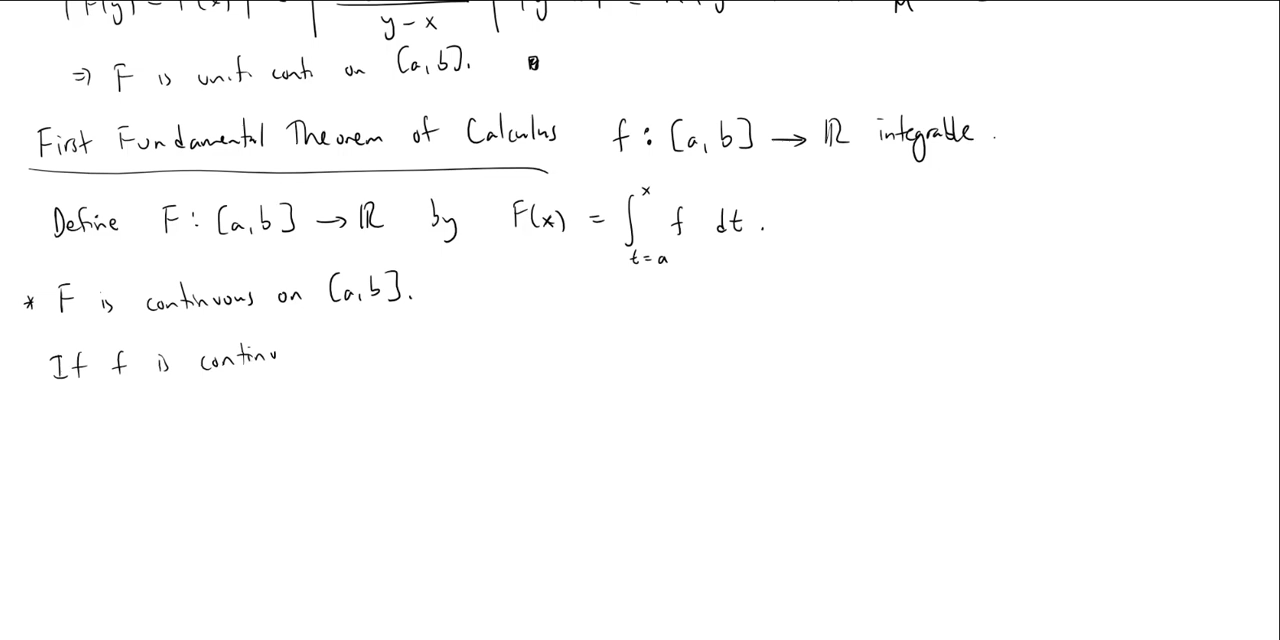 y - x
⇒ F is unif. cont. on [a, b].
First Fundamental Theorem of Calculus f : [a, b] → ℝ integrable.
Define F : [a, b] → ℝ by F(x) = ∫_{t=a}^{x} f dt.
* F is continuous on [a, b].
If f is continu